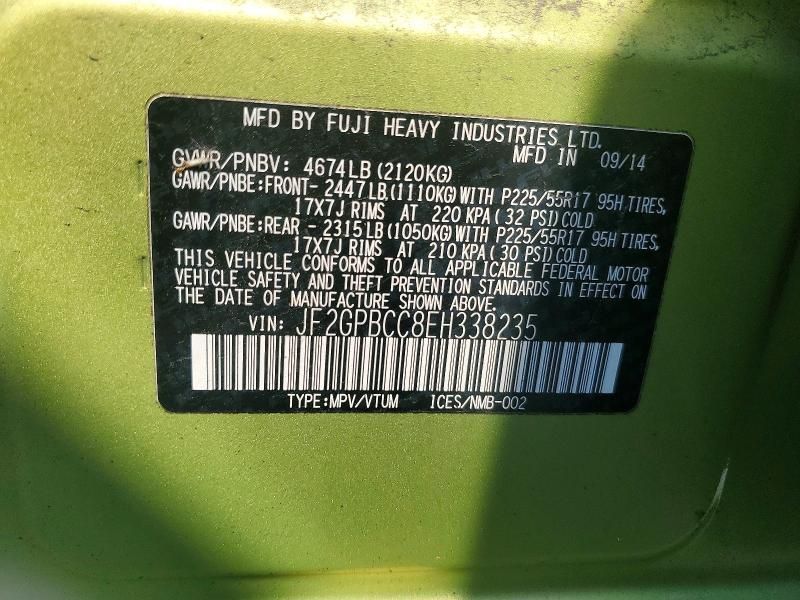 MFD BY FUJI HEAVY INDUSTRIES LTD.
MFD IN 09/14
GVWR/PNBV: 4674LB (2120KG)
GAWR/PNBE:FRONT- 2447LB(1110KG) WITH P225/55R17 95H TIRES,
17X7J RIMS AT 220 KPA ( 32 PSI) COLD
GAWR/PNBE:REAR - 2315LB(1050KG) WITH P225/55R17 95H TIRES,
17X7J RIMS AT 210 KPA ( 30 PSI) COLD
THIS VEHICLE CONFORMS TO ALL APPLICABLE FEDERAL MOTOR
VEHICLE SAFETY AND THEFT PREVENTION STANDARDS IN EFFECT ON
THE DATE OF MANUFACTURE SHOWN ABOVE.
VIN: JF2GPBCC8EH338235
TYPE:MPV/VTUM ICES/NMB-002